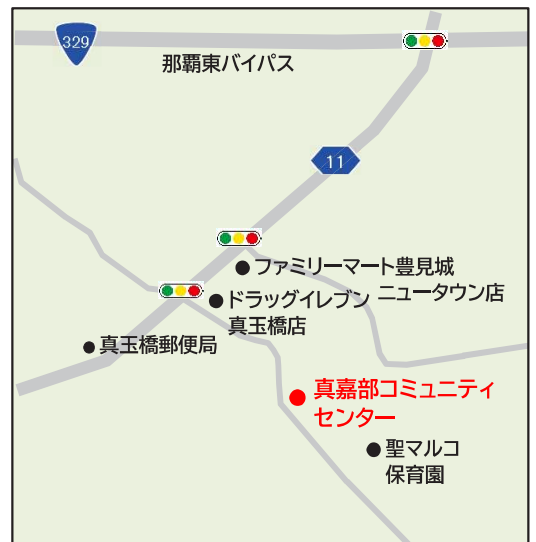 329
那覇東バイパス
11
ファミリーマート豊見城
ニュータウン店
ドラッグイレブン
真玉橋店
真玉橋郵便局
真嘉部コミュニティ
センター
聖マルコ
保育園